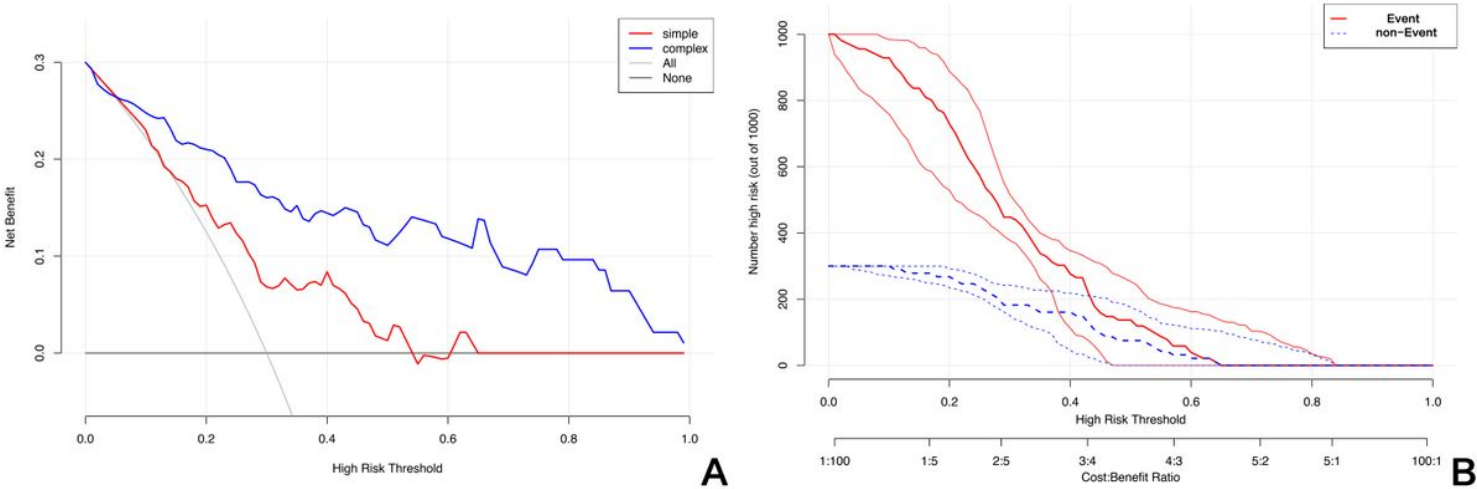 simple
complex
All
None
Net Benefit
0.3
0.2
0.1
0.0
0.0 0.2 0.4 0.6 0.8 1.0
High Risk Threshold
A
Event
non−Event
Number high risk (out of 1000)
1000
800
600
400
200
0
0.0 0.2 0.4 0.6 0.8 1.0
High Risk Threshold
1:100 1:5 2:5 3:4 4:3 5:2 5:1 100:1
Cost:Benefit Ratio
B